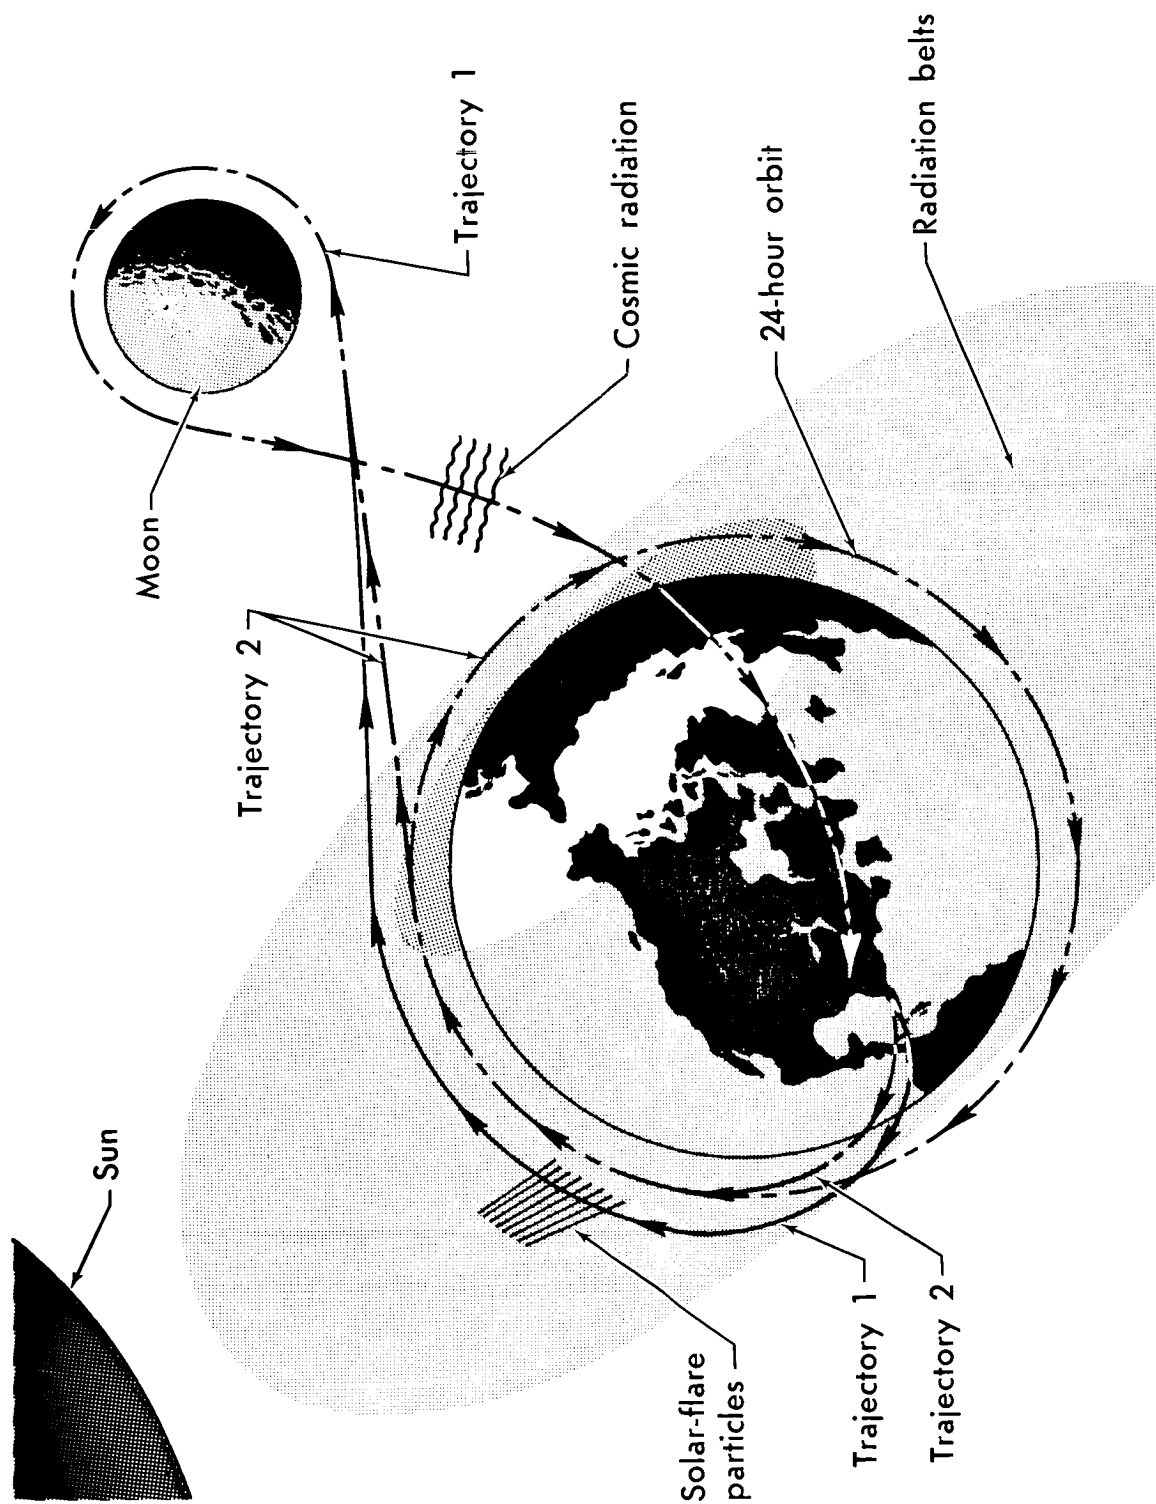 Sun
Solar-flare
particles
Trajectory 1
Trajectory 2
Trajectory 2
Moon
Trajectory 1
Cosmic radiation
24-hour orbit
Radiation belts